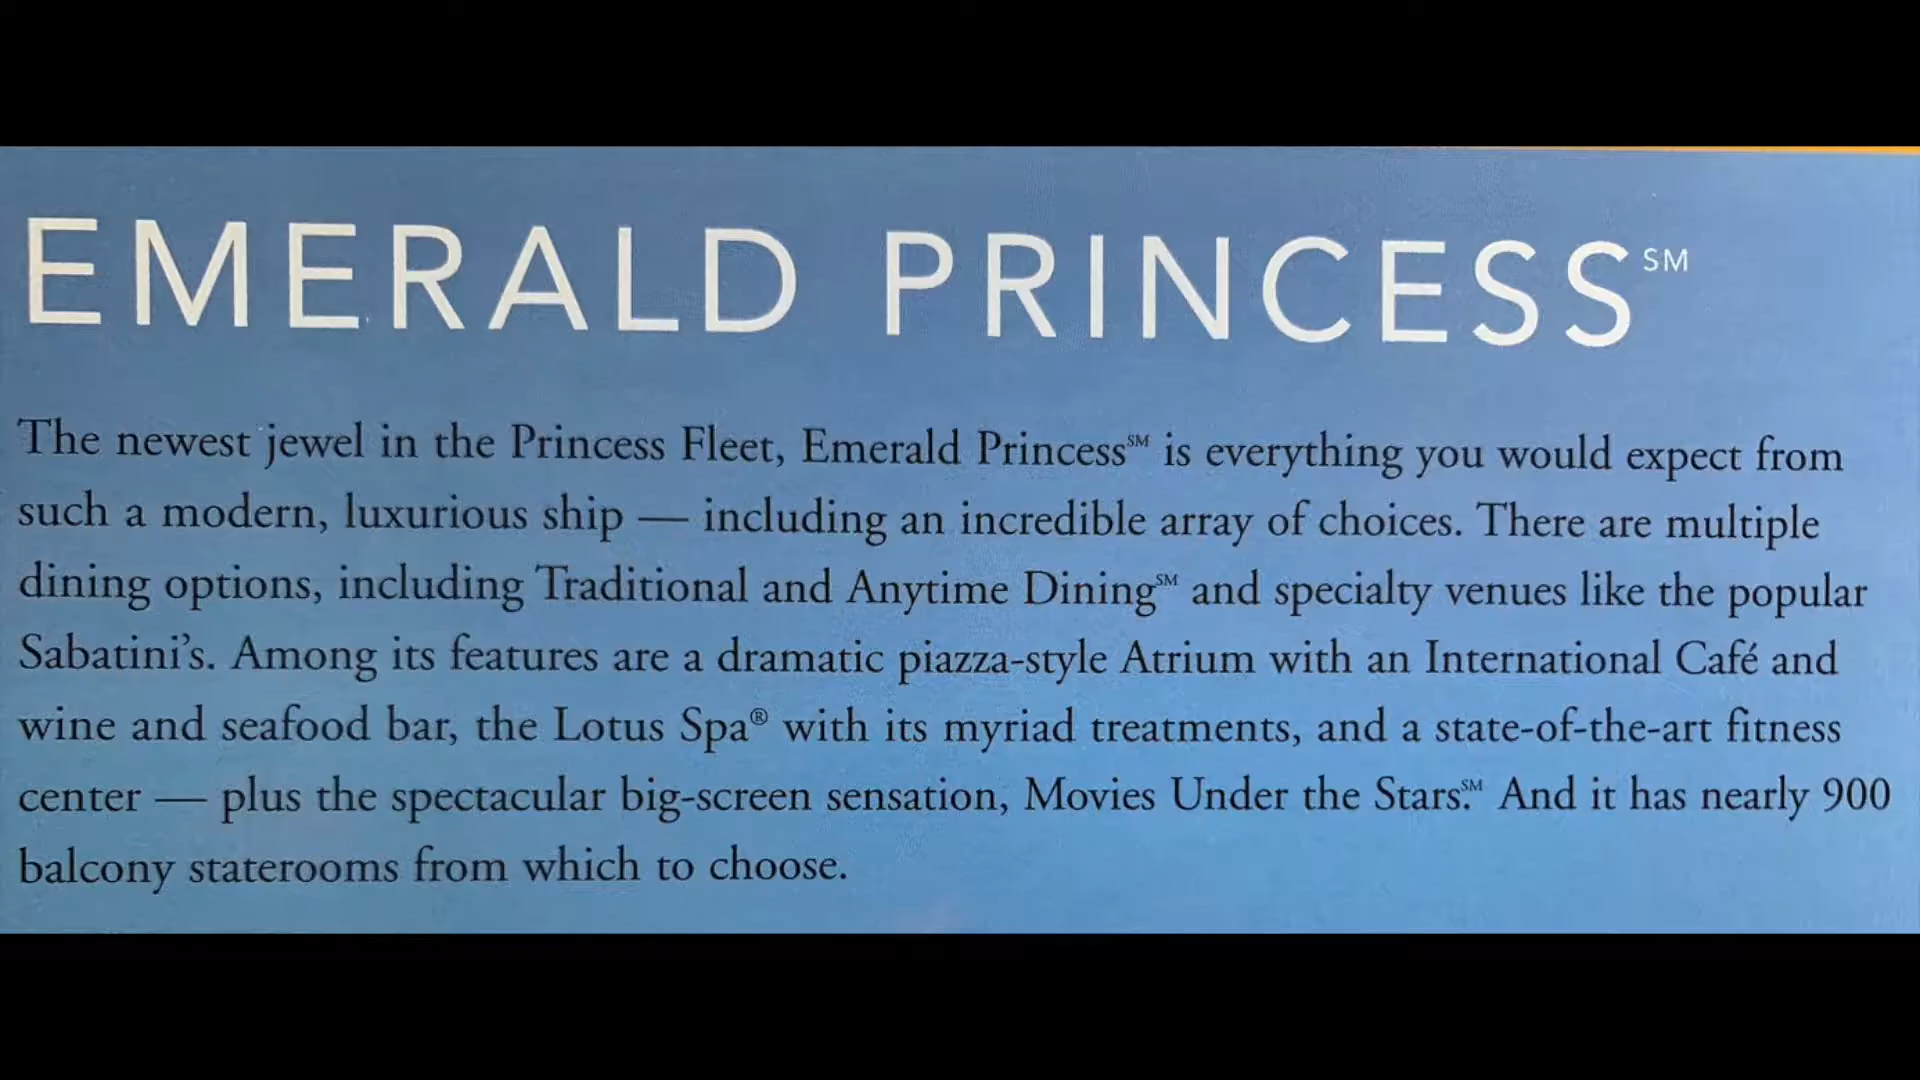 EMERALD PRINCESS℠
The newest jewel in the Princess Fleet, Emerald Princess℠ is everything you would expect from
such a modern, luxurious ship — including an incredible array of choices. There are multiple
dining options, including Traditional and Anytime Dining℠ and specialty venues like the popular
Sabatini’s. Among its features are a dramatic piazza-style Atrium with an International Café and
wine and seafood bar, the Lotus Spa® with its myriad treatments, and a state-of-the-art fitness
center — plus the spectacular big-screen sensation, Movies Under the Stars.℠ And it has nearly 900
balcony staterooms from which to choose.